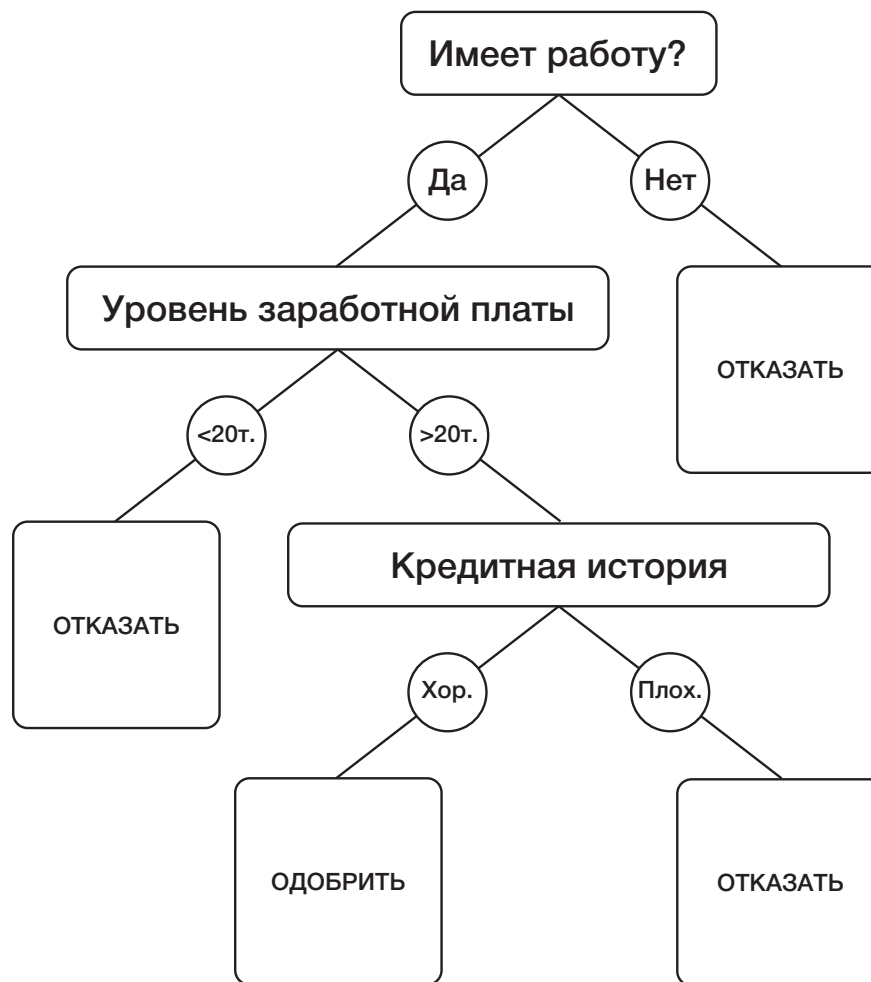 Имеет работу?
Да
Нет
Уровень заработной платы
ОТКАЗАТЬ
<20т.
>20т.
ОТКАЗАТЬ
Кредитная история
Хор.
Плох.
ОДОБРИТЬ
ОТКАЗАТЬ